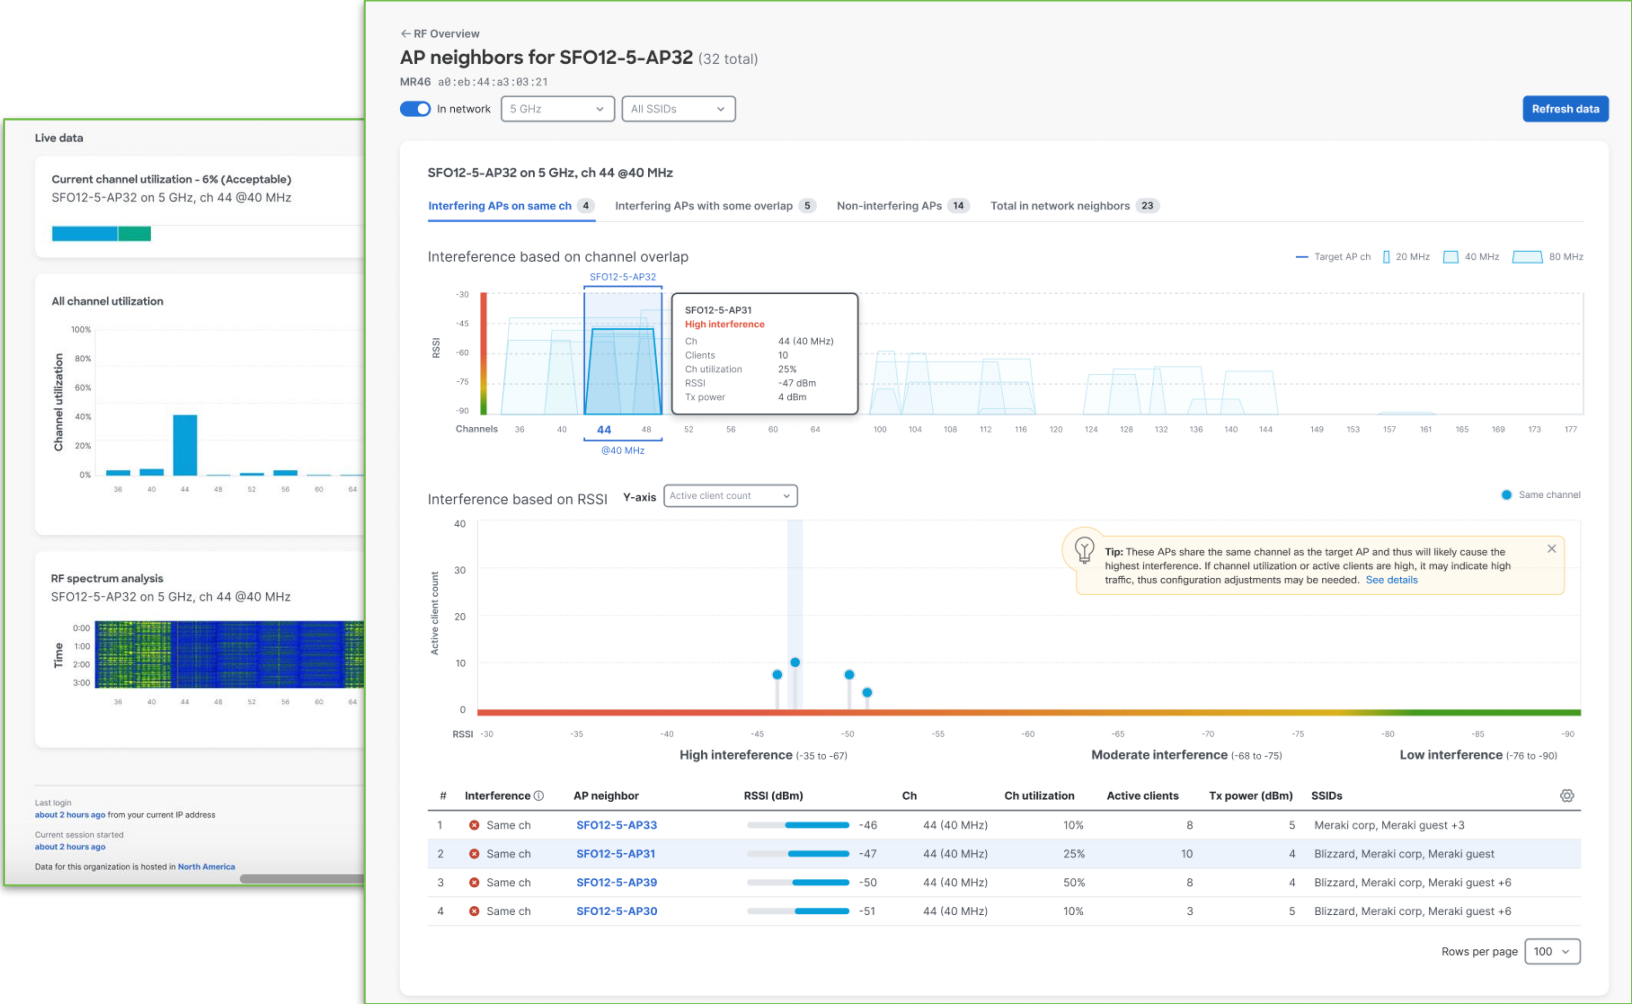 Live data
Current channel utilization - 6% (Acceptable)
SFO12-5-AP32 on 5 GHz, ch 44 @40 MHz
All channel utilization
Channel utilization
100%
80%
60%
40%
20%
0%
36 40 44 48 52 56 60 64
RF spectrum analysis
SFO12-5-AP32 on 5 GHz, ch 44 @40 MHz
Time
0:00
1:00
2:00
3:00
36 40 44 48 52 56 60 64
Last login
about 2 hours ago from your current IP address
Current session started
about 2 hours ago
Data for this organization is hosted in North America
RF Overview
AP neighbors for SFO12-5-AP32 (32 total)
MR46 a0:eb:44:a3:03:21
In network 5 GHz All SSIDs
Refresh data
SFO12-5-AP32 on 5 GHz, ch 44 @40 MHz
Interfering APs on same ch 4 Interfering APs with some overlap 5 Non-interfering APs 14 Total in network neighbors 23
Intereference based on channel overlap
Target AP ch 20 MHz 40 MHz 80 MHz
SFO12-5-AP32
RSSI
-30
-45
-60
-75
-90
SFO12-5-AP31
High interference
Ch 44 (40 MHz)
Clients 10
Ch utilization 25%
RSSI -47 dBm
Tx power 4 dBm
Channels 36 40 44 48 52 56 60 64 100 104 108 112 116 120 124 128 132 136 140 144 149 153 157 161 165 169 173 177
@40 MHz
Interference based on RSSI Y-axis Active client count
Same channel
Active client count
40
30
20
10
0
Tip: These APs share the same channel as the target AP and thus will likely cause the
highest interference. If channel utilization or active clients are high, it may indicate high
traffic, thus configuration adjustments may be needed. See details
RSSI -30 -35 -40 -45 -50 -55 -60 -65 -70 -75 -80 -85 -90
High intereference (-35 to -67) Moderate interference (-68 to -75) Low interference (-76 to -90)
# Interference AP neighbor RSSI (dBm) Ch Ch utilization Active clients Tx power (dBm) SSIDs
1 Same ch SFO12-5-AP33 -46 44 (40 MHz) 10% 8 5 Meraki corp, Meraki guest +3
2 Same ch SFO12-5-AP31 -47 44 (40 MHz) 25% 10 4 Blizzard, Meraki corp, Meraki guest
3 Same ch SFO12-5-AP39 -50 44 (40 MHz) 50% 8 4 Blizzard, Meraki corp, Meraki guest +6
4 Same ch SFO12-5-AP30 -51 44 (40 MHz) 10% 3 5 Blizzard, Meraki corp, Meraki guest +6
Rows per page 100